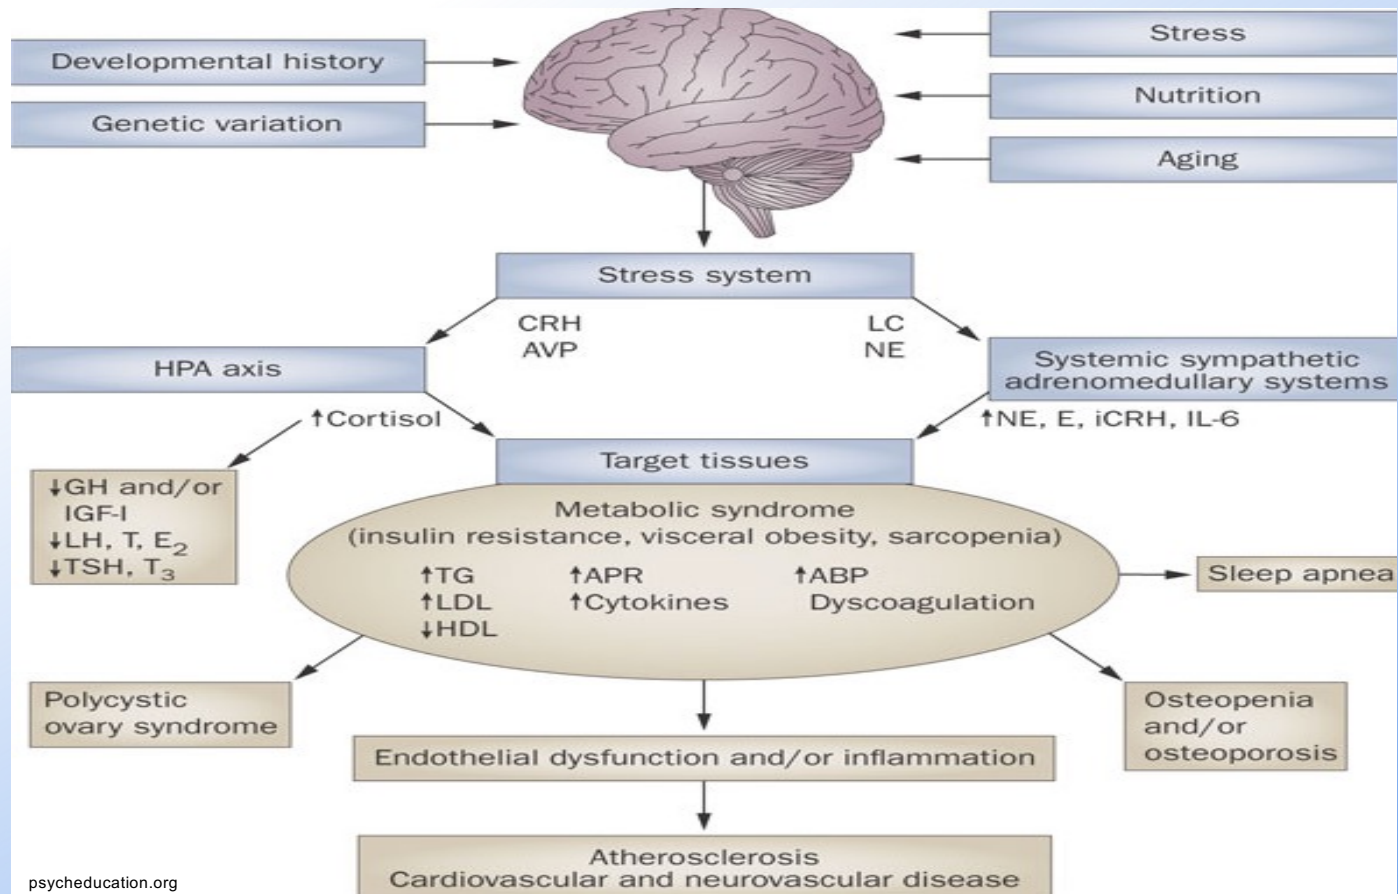 Developmental history
Genetic variation
Stress
Nutrition
Aging
Stress system
CRH
AVP
LC
NE
HPA axis
Systemic sympathetic
adrenomedullary systems
↑Cortisol
↑NE, E, iCRH, IL-6
Target tissues
↓GH and/or
IGF-I
↓LH, T, E₂
↓TSH, T₃
Metabolic syndrome
(insulin resistance, visceral obesity, sarcopenia)
↑TG
↑LDL
↓HDL
↑APR
↑Cytokines
↑ABP
Dyscoagulation
Sleep apnea
Polycystic
ovary syndrome
Osteopenia
and/or
osteoporosis
Endothelial dysfunction and/or inflammation
Atherosclerosis
Cardiovascular and neurovascular disease
psycheducation.org